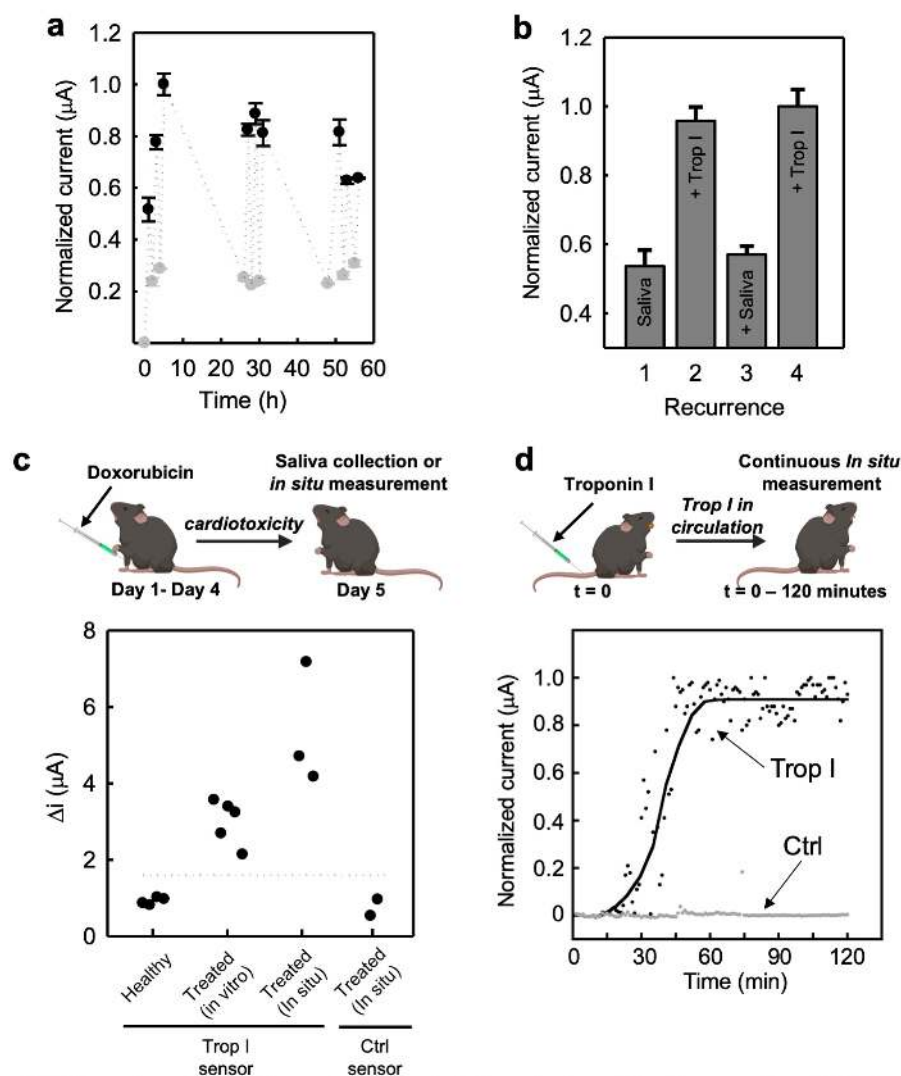 a
1.2
1.0
0.8
0.6
0.4
0.2
Normalized current (μA)
0 10 20 30 40 50 60
Time (h)
b
1.2
1.0
0.8
0.6
0.4
Normalized current (μA)
Saliva
+ Trop I
+ Saliva
+ Trop I
1 2 3 4
Recurrence
c
Doxorubicin
cardiotoxicity
Saliva collection or
in situ measurement
Day 1- Day 4
Day 5
8
6
4
2
0
Δi (μA)
Healthy
Treated
(in vitro)
Treated
(In situ)
Treated
(In situ)
Trop I
sensor
Ctrl
sensor
d
Troponin I
Trop I in
circulation
Continuous In situ
measurement
t = 0
t = 0 – 120 minutes
1.0
0.8
0.6
0.4
0.2
0
Normalized current (μA)
Trop I
Ctrl
0 30 60 90 120
Time (min)